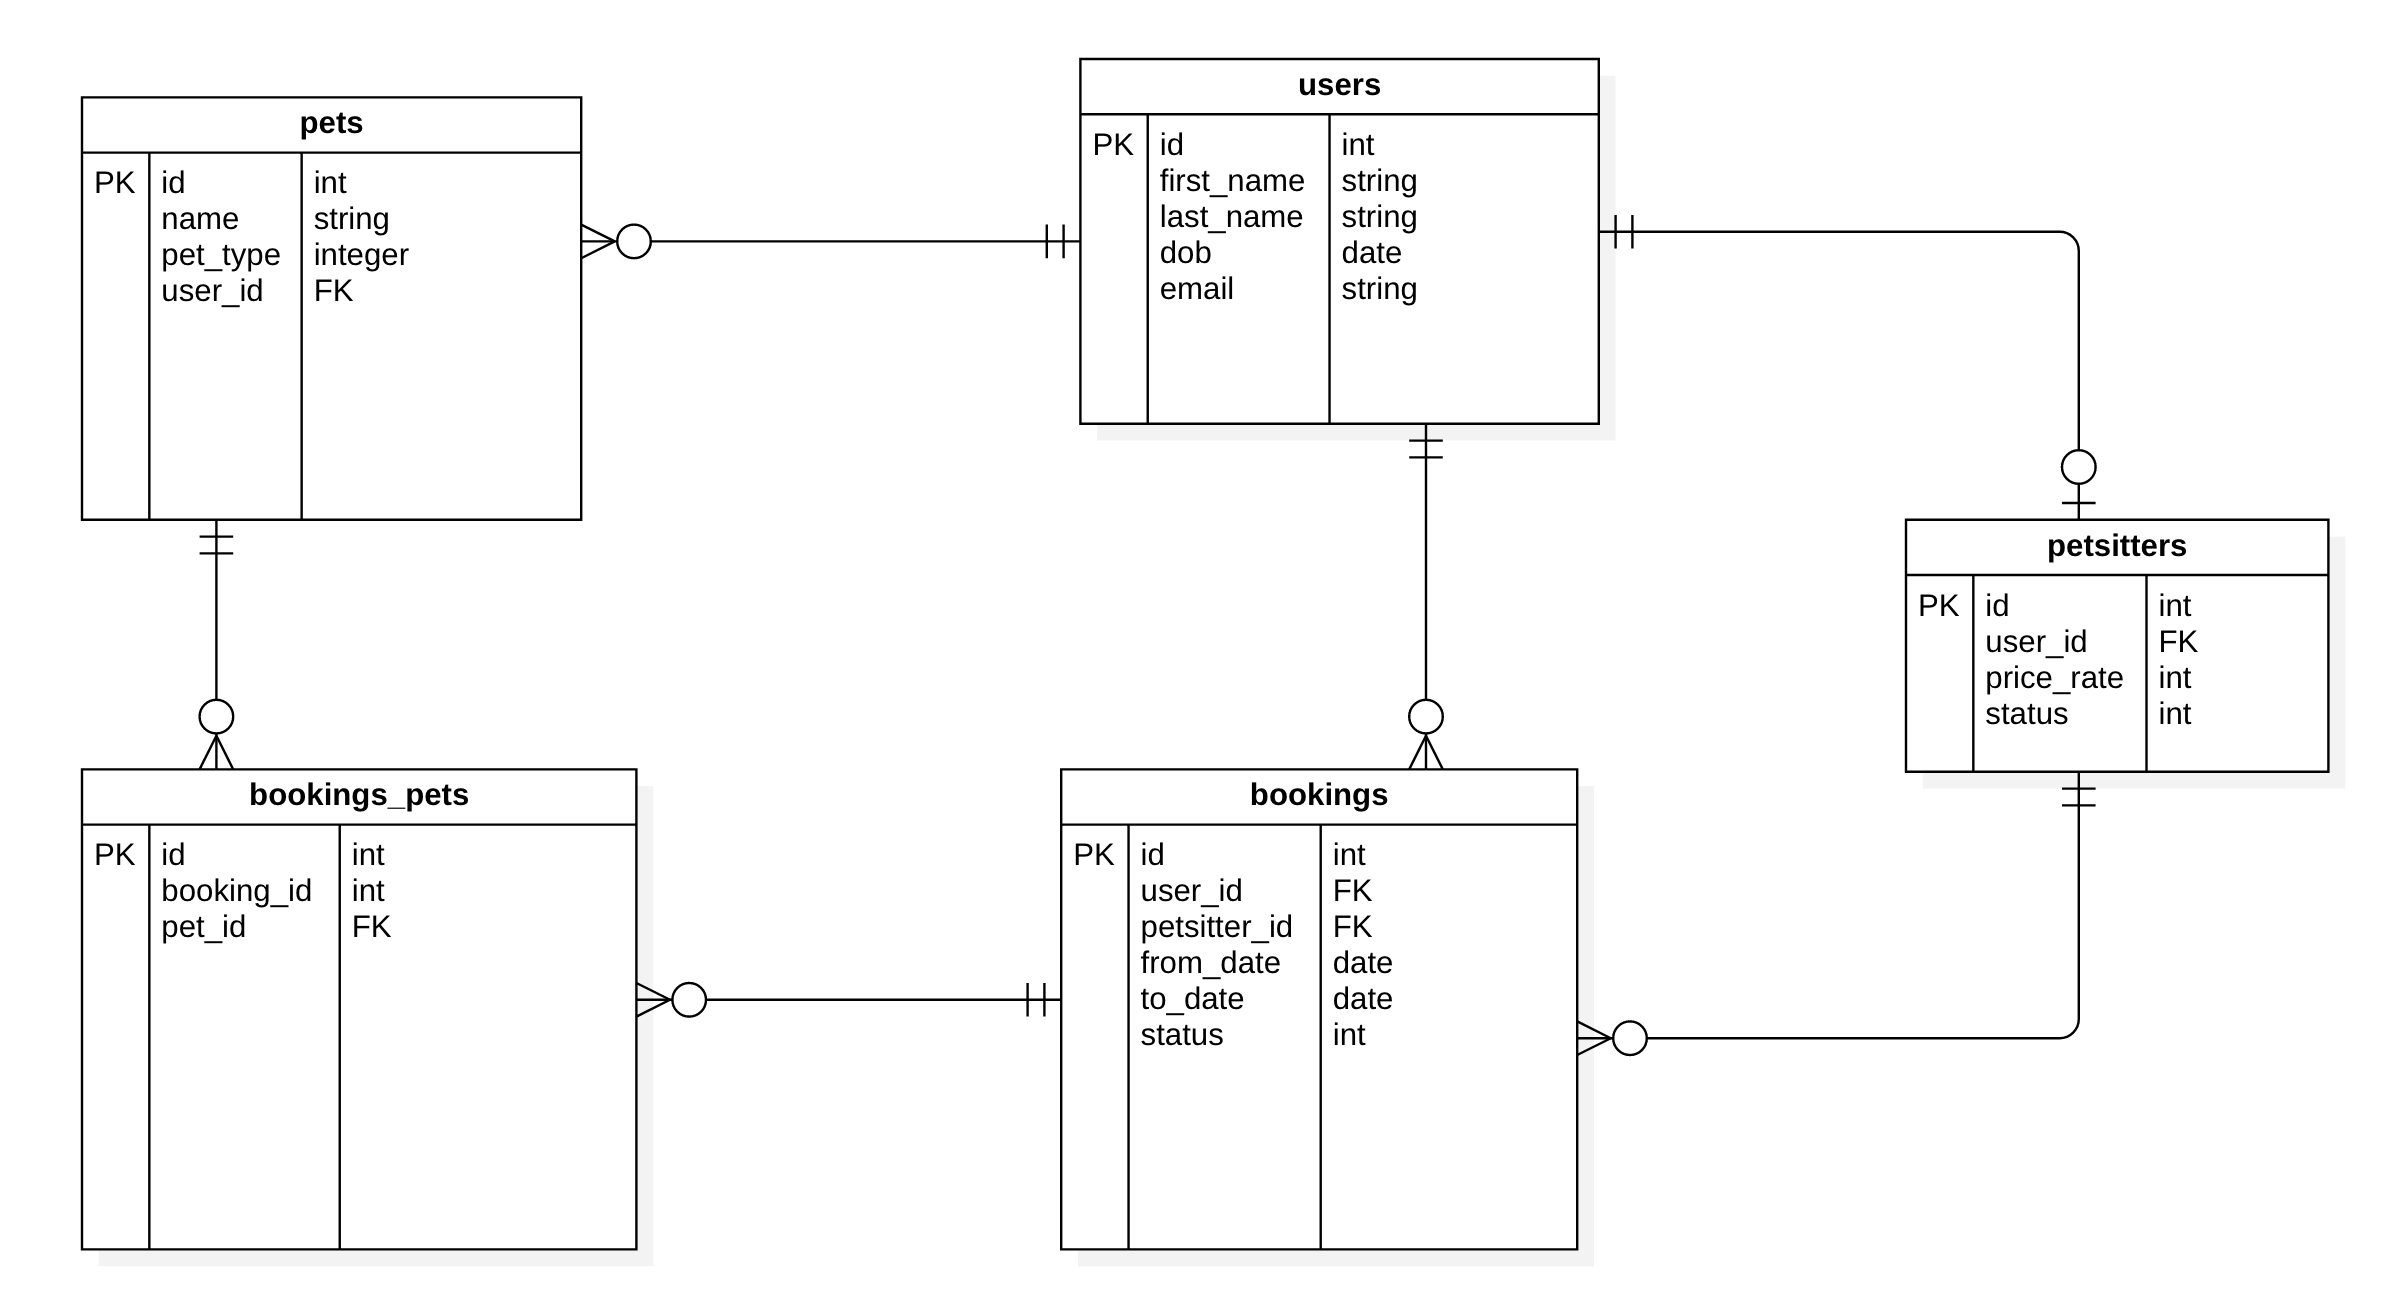 pets
PK id int
name string
pet_type integer
user_id FK
users
PK id int
first_name string
last_name string
dob date
email string
petsitters
PK id int
user_id FK
price_rate int
status int
bookings_pets
PK id int
booking_id int
pet_id FK
bookings
PK id int
user_id FK
petsitter_id FK
from_date date
to_date date
status int